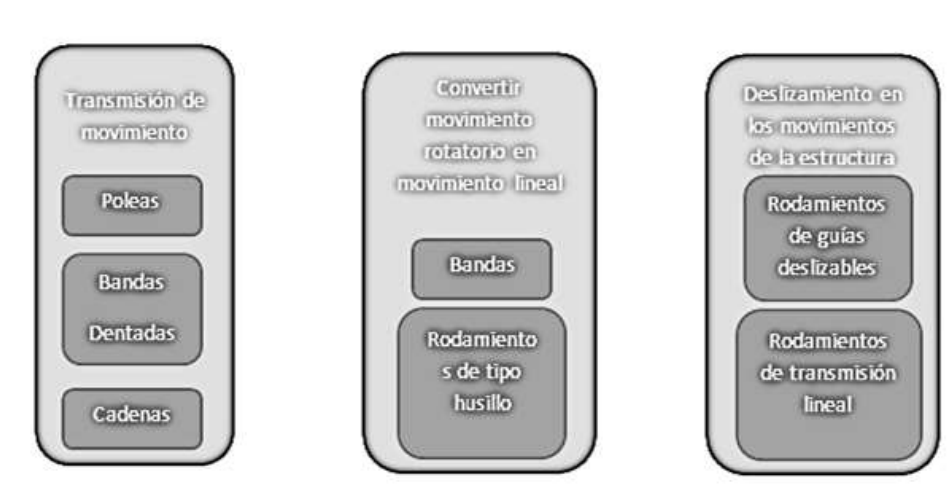 Transmisión de
movimiento
Poleas
Bandas
Dentadas
Cadenas
Convertir
movimiento
rotatorio en
movimiento lineal
Bandas
Rodamiento
s de tipo
husillo
Deslizamiento en
los movimientos
de la estructura
Rodamientos
de guías
deslizables
Rodamientos
de transmisión
lineal